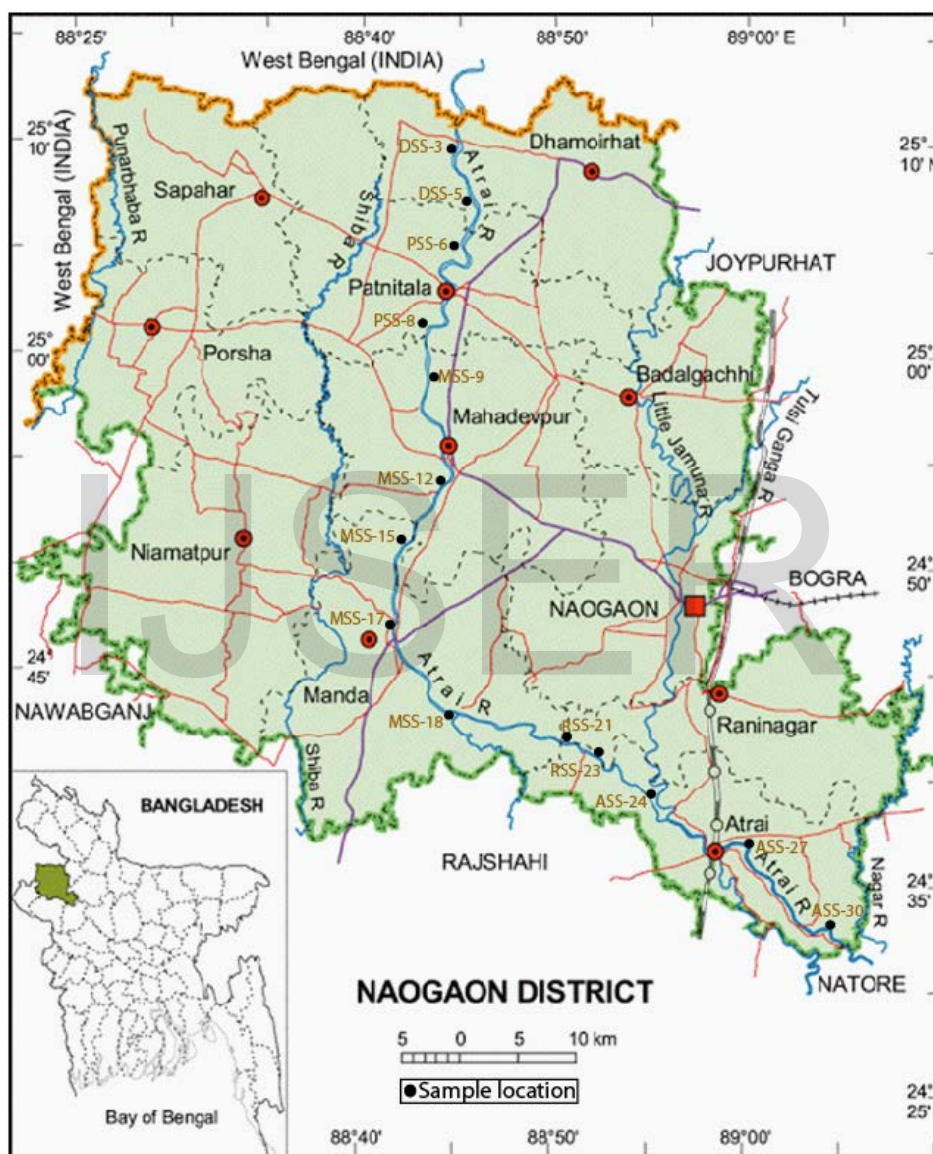 88°25'
88°40'
88°50'
89°00' E
West Bengal (INDIA)
West Bengal (INDIA)
25°
10'
25°
10' N
Punarbhaba R
Sapahar
Shiba R
DSS-3
Atrai R
Dhamoirhat
DSS-5
PSS-6
JOYPURHAT
Patnitala
PSS-8
25°
00'
25°
00'
Porsha
MSS-9
Badalgachhi
Mahadevpur
Little Jamuna R
Tulsi Ganga R
MSS-12
IJSER
MSS-15
Niamatpur
24°
50'
BOGRA
NAOGAON
MSS-17
24°
45'
Atrai R
Manda
NAWABGANJ
MSS-18
RSS-21
Raninagar
Shiba R
RSS-23
ASS-24
BANGLADESH
Atrai
RAJSHAHI
ASS-27
Atrai R
Nagar R
24°
35'
ASS-30
NATORE
NAOGAON DISTRICT
5 0 5 10 km
Sample location
Bay of Bengal
24°
25'
88°40'
88°50'
89°00'